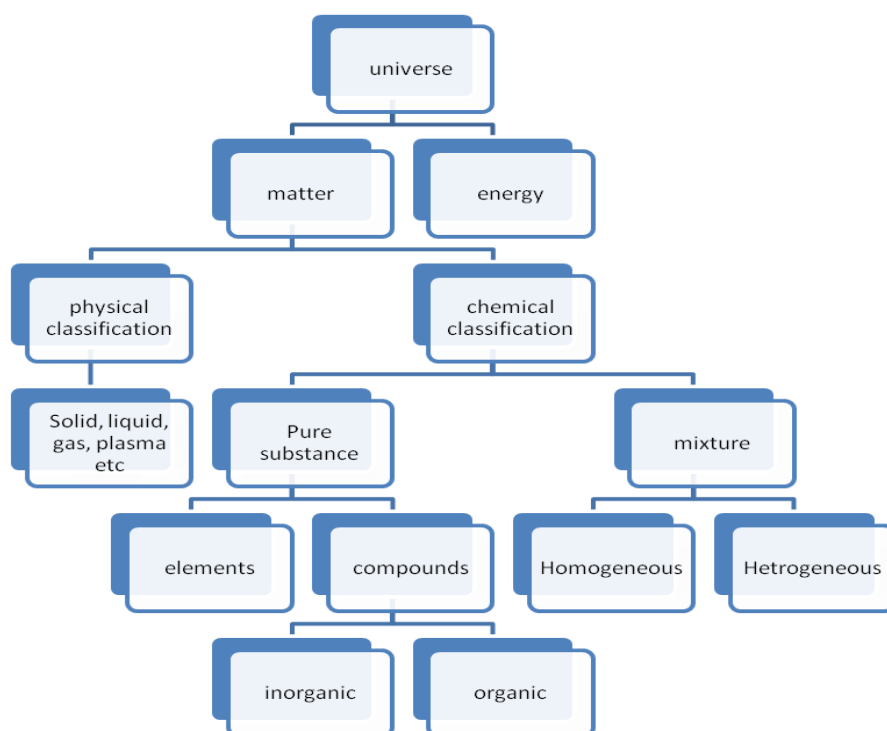 universe
matter
energy
physical
classification
chemical
classification
Solid, liquid,
gas, plasma
etc
Pure
substance
mixture
elements
compounds
Homogeneous
Hetrogeneous
inorganic
organic